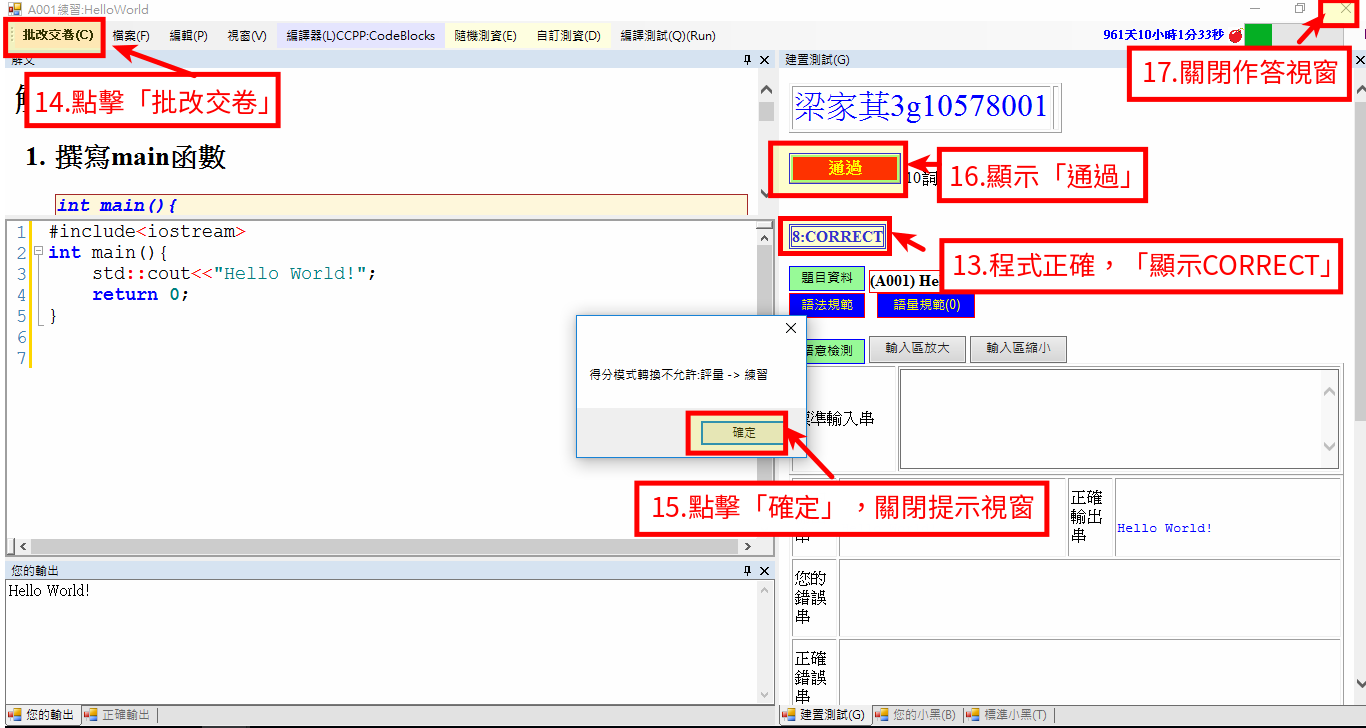 A001練習:HelloWorld
批改交卷(C) 檔案(F) 編輯(P) 視窗(V) 編譯器(L)CCPP:CodeBlocks 隨機測資(E) 自訂測資(D) 編譯測試(Q)(Run)
961天10小時1分33秒
17.關閉作答視窗
解文
14.點擊「批改交卷」
1. 撰寫main函數
int main(){
1 #include<iostream>
2 int main(){
3 std::cout<<"Hello World!";
4 return 0;
5 }
6
7
得分模式轉換不允許:評量 -> 練習
確定
15.點擊「確定」，關閉提示視窗
您的輸出
Hello World!
您的輸出 正確輸出
建置測試(G)
梁家萁3g10578001
通過
10詞
16.顯示「通過」
8:CORRECT
13.程式正確，「顯示CORRECT」
題目資料 (A001) He
語法規範 語量規範(0)
意檢測 輸入區放大 輸入區縮小
準輸入串
串
正確
輸出
串
Hello World!
您的
錯誤
串
正確
錯誤
串
建置測試(G) 您的小黑(B) 標準小黑(T)